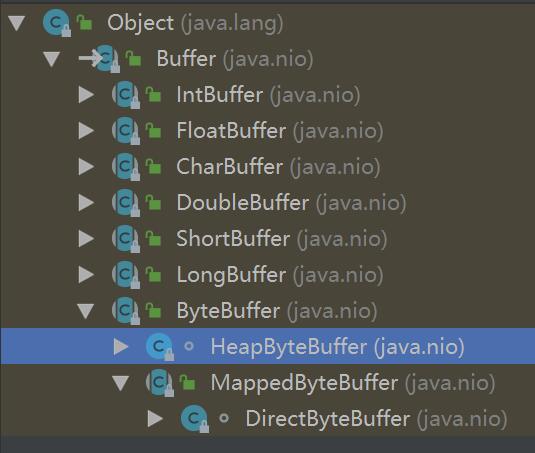 Object (java.lang)
Buffer (java.nio)
IntBuffer (java.nio)
FloatBuffer (java.nio)
CharBuffer (java.nio)
DoubleBuffer (java.nio)
ShortBuffer (java.nio)
LongBuffer (java.nio)
ByteBuffer (java.nio)
HeapByteBuffer (java.nio)
MappedByteBuffer (java.nio)
DirectByteBuffer (java.nio)